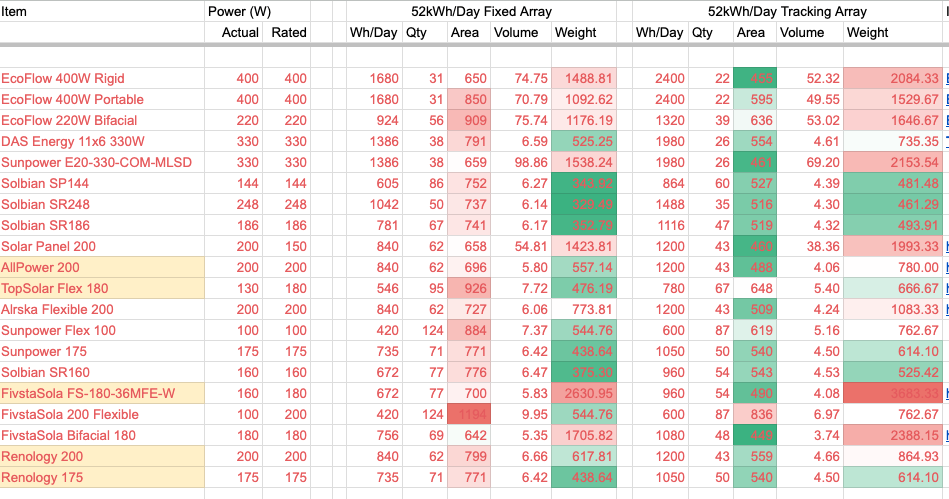 Item Power (W) 52kWh/Day Fixed Array 52kWh/Day Tracking Array
Actual Rated Wh/Day Qty Area Volume Weight Wh/Day Qty Area Volume Weight
EcoFlow 400W Rigid 400 400 1680 31 650 74.75 1488.81 2400 22 52.32 2084.33
EcoFlow 400W Portable 400 400 1680 31 850 70.79 1092.62 2400 22 595 49.55 1529.67
EcoFlow 220W Bifacial 220 220 924 56 909 75.74 1176.19 1320 39 636 53.02 1646.67
DAS Energy 11x6 330W 330 330 1386 38 791 6.59 525.25 1980 26 554 4.61 735.35
Sunpower E20-330-COM-MLSD 330 330 1386 38 659 98.86 1538.24 1980 26 461 69.20 2153.54
Solbian SP144 144 144 605 86 752 6.27 343.92 864 60 527 4.39 481.48
Solbian SR248 248 248 1042 50 737 6.14 1488 35 516 4.30 461.29
Solbian SR186 186 186 781 67 741 6.17 352.79 1116 47 519 4.32 493.91
Solar Panel 200 200 150 840 62 658 54.81 1423.81 1200 43 460 38.36 1993.33
AllPower 200 200 200 840 62 696 5.80 557.14 1200 43 488 4.06 780.00
TopSolar Flex 180 130 180 546 95 926 7.72 476.19 780 67 648 5.40 666.67
Alrska Flexible 200 200 200 840 62 727 6.06 773.81 1200 43 509 4.24 1083.33
Sunpower Flex 100 100 100 420 124 884 7.37 544.76 600 87 619 5.16 762.67
Sunpower 175 175 175 735 71 771 6.42 438.64 1050 50 540 4.50 614.10
Solbian SR160 160 160 672 77 776 6.47 375.30 960 54 543 4.53 525.42
FivstaSola FS-180-36MFE-W 160 180 672 77 700 5.83 2630.95 960 54 490 4.08 3683.33
FivstaSola 200 Flexible 100 200 420 124 1194 9.95 544.76 600 87 836 6.97 762.67
FivstaSola Bifacial 180 180 180 756 69 642 5.35 1705.82 1080 48 3.74 2388.15
Renology 200 200 200 840 62 799 6.66 617.81 1200 43 559 4.66 864.93
Renology 175 175 175 735 71 771 6.42 438.64 1050 50 540 4.50 614.10